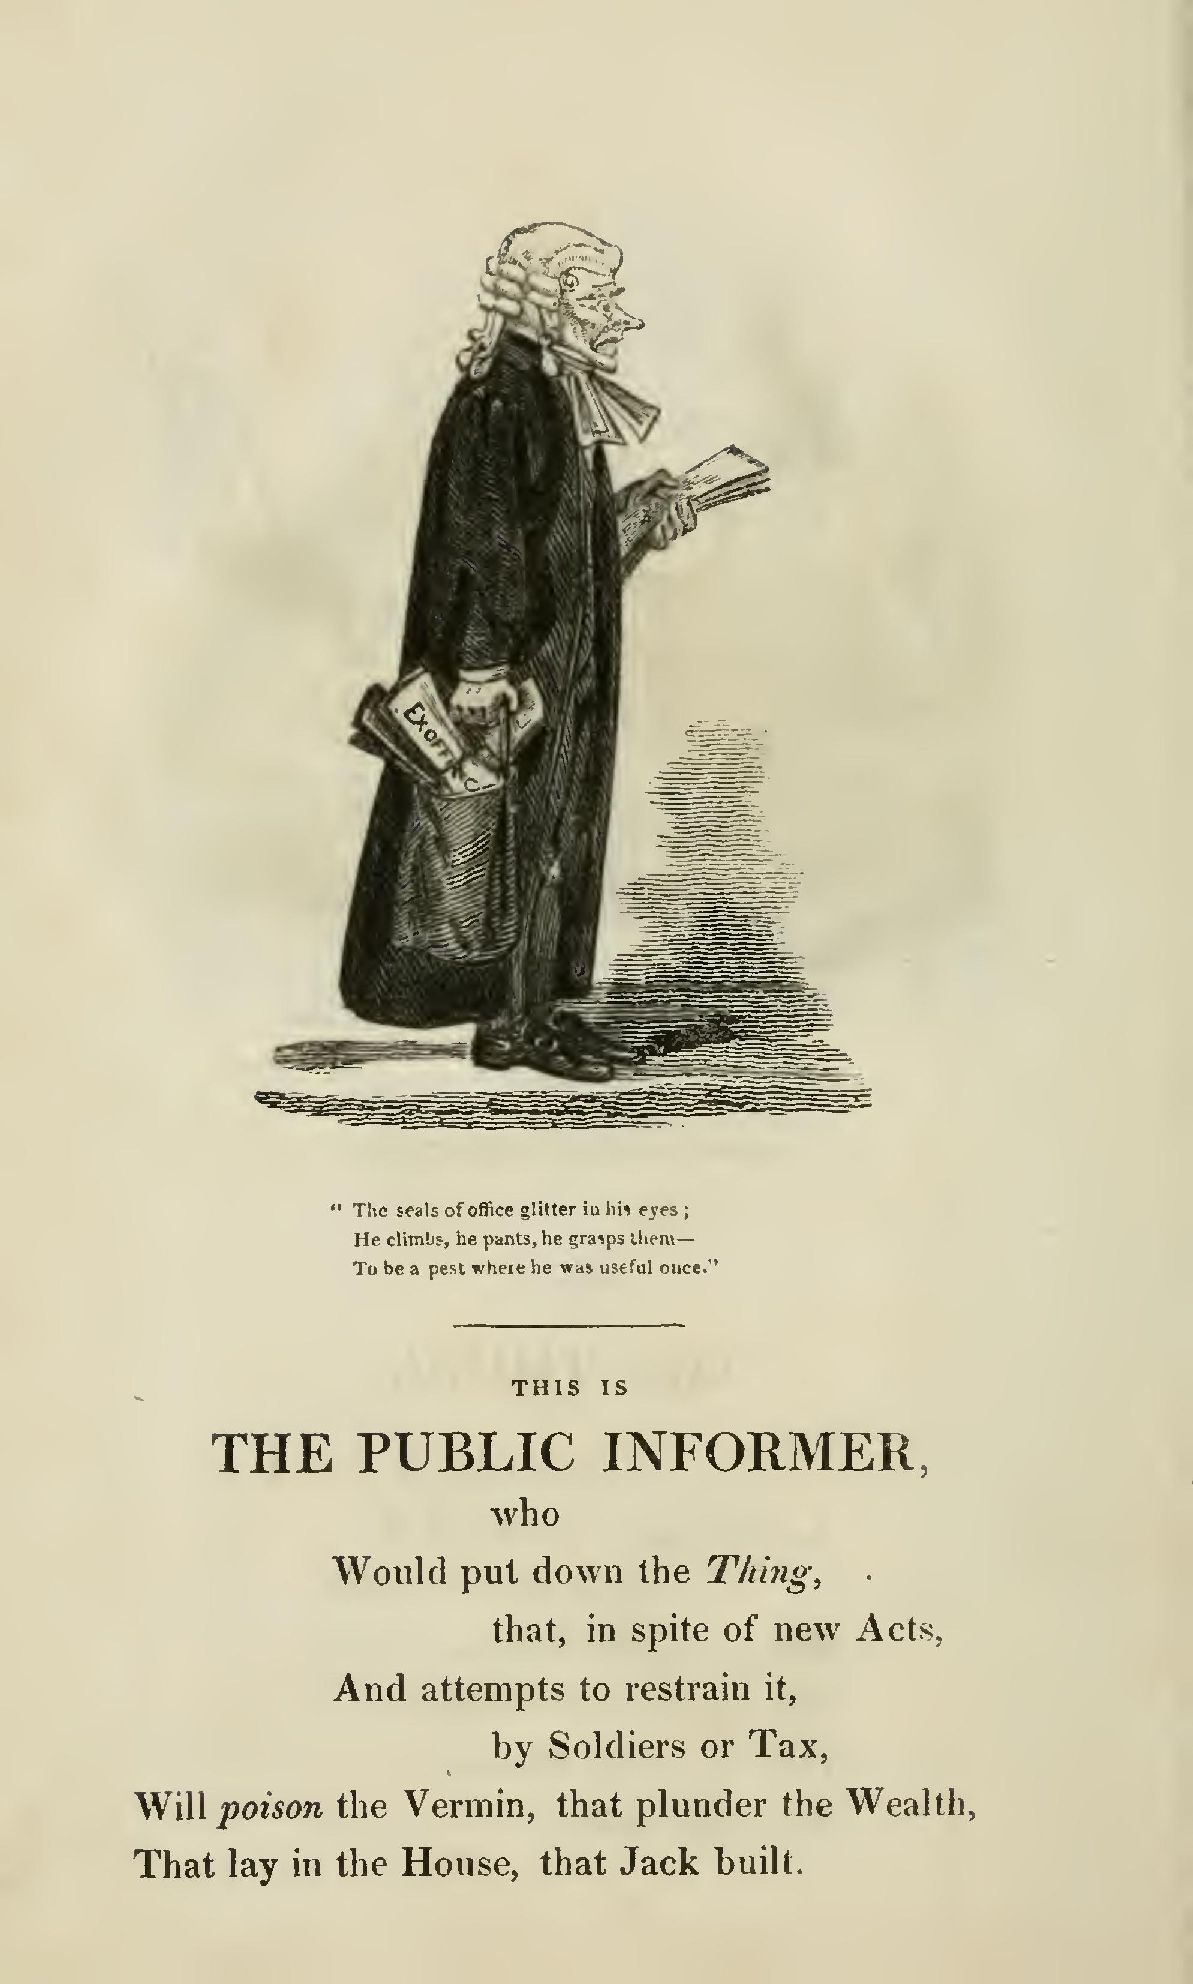 Ex off
" The seals of office glitter in his eyes ;
He climbs, he pants, he grasps them—
To be a pest where he was useful once."
THIS IS
THE PUBLIC INFORMER,
who
Would put down the Thing,
that, in spite of new Acts,
And attempts to restrain it,
by Soldiers or Tax,
Will poison the Vermin, that plunder the Wealth,
That lay in the House, that Jack built.